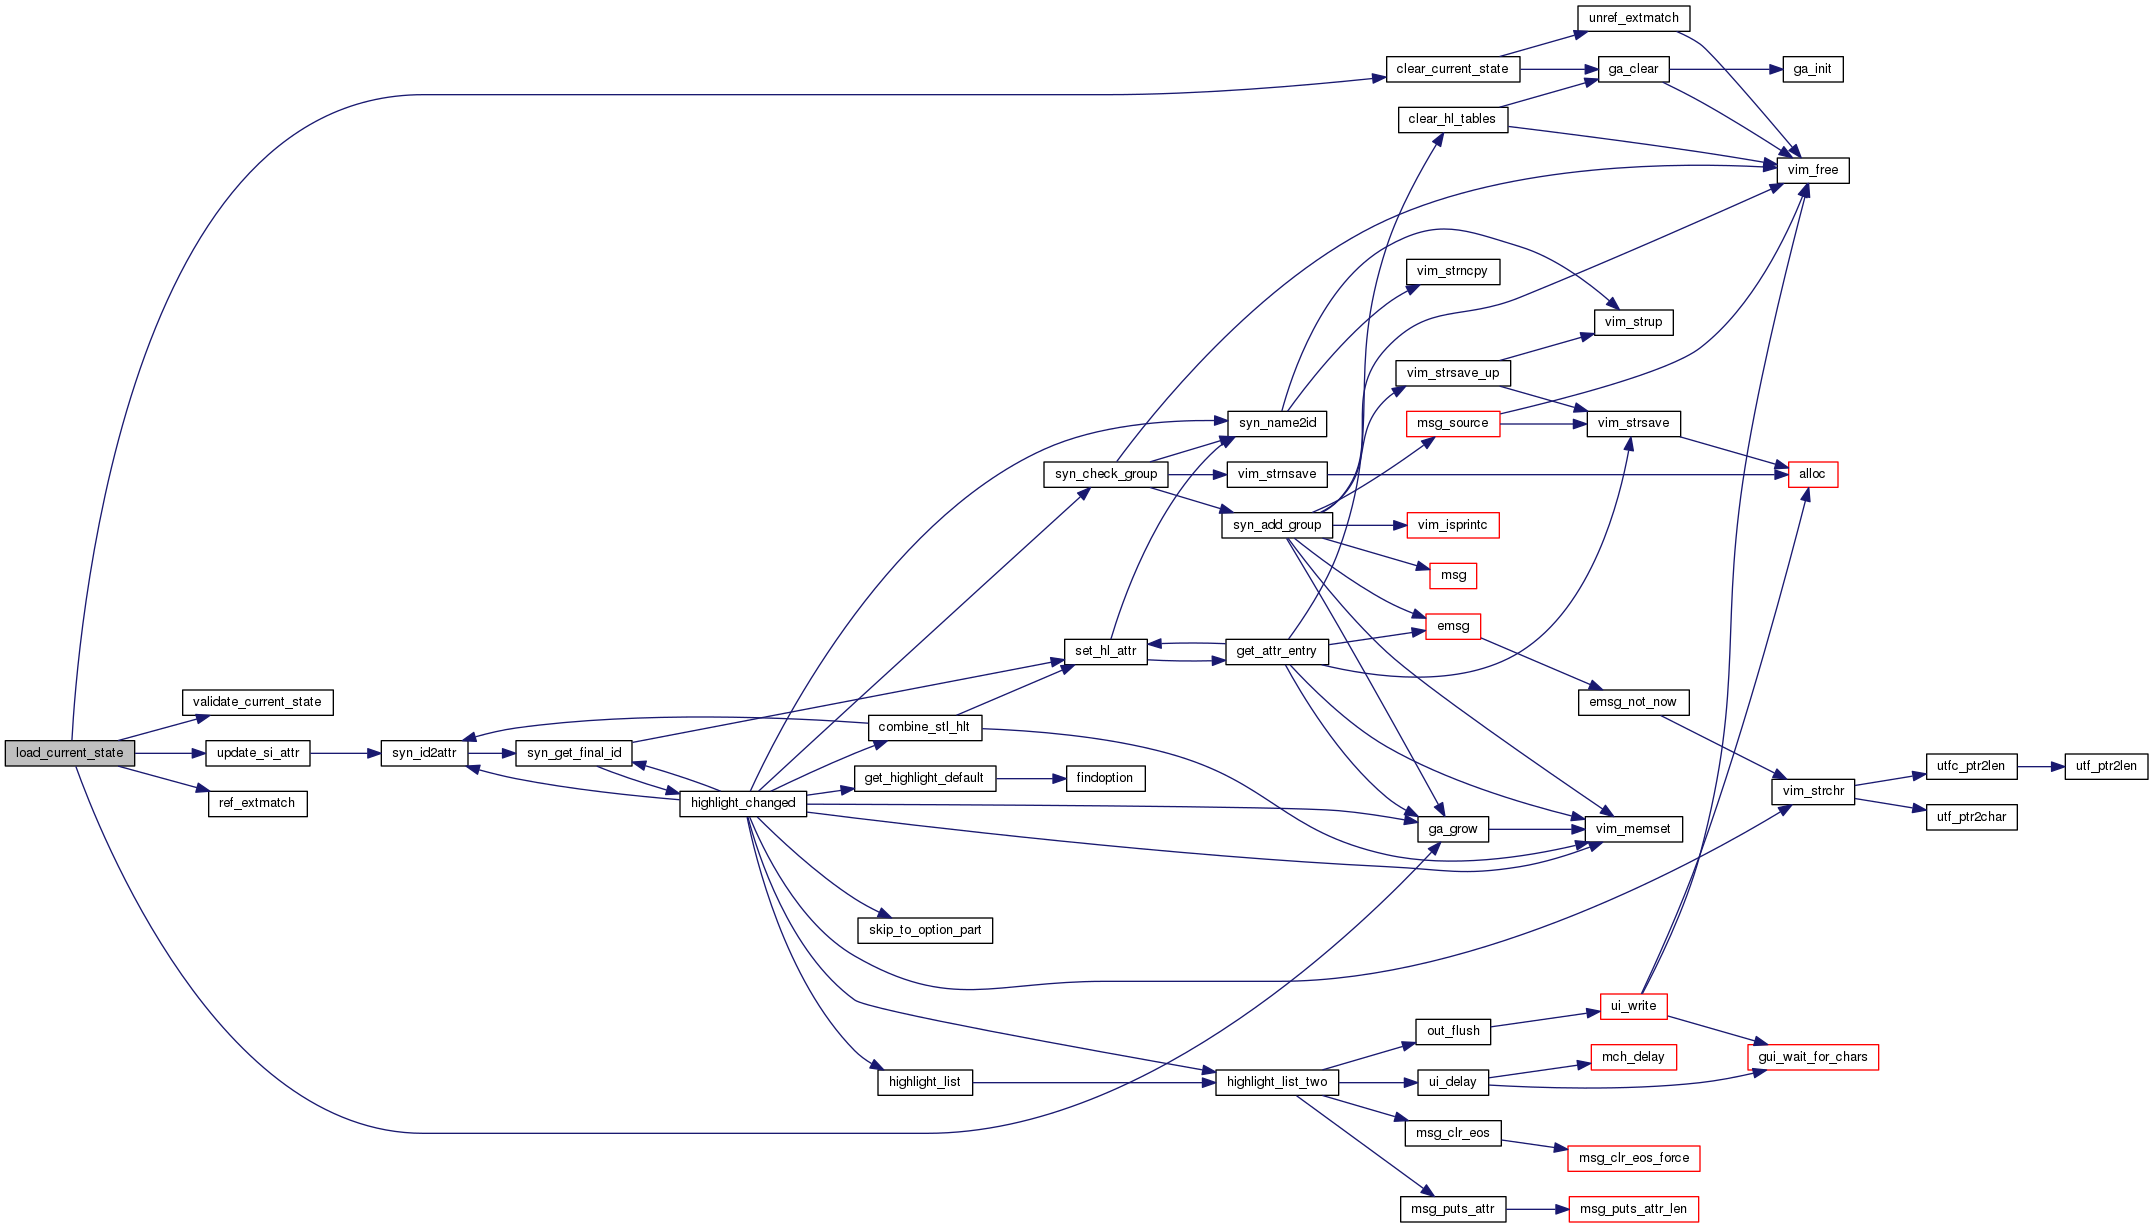 unref_extmatch
clear_current_state
ga_clear
ga_init
clear_hl_tables
vim_free
vim_strncpy
vim_strup
vim_strsave_up
syn_name2id
msg_source
vim_strsave
syn_check_group
vim_strnsave
alloc
syn_add_group
vim_isprintc
msg
emsg
set_hl_attr
get_attr_entry
validate_current_state
emsg_not_now
combine_stl_hlt
load_current_state
update_si_attr
syn_id2attr
syn_get_final_id
utfc_ptr2len
utf_ptr2len
get_highlight_default
findoption
vim_strchr
ref_extmatch
highlight_changed
utf_ptr2char
ga_grow
vim_memset
skip_to_option_part
ui_write
out_flush
mch_delay
gui_wait_for_chars
highlight_list
highlight_list_two
ui_delay
msg_clr_eos
msg_clr_eos_force
msg_puts_attr
msg_puts_attr_len